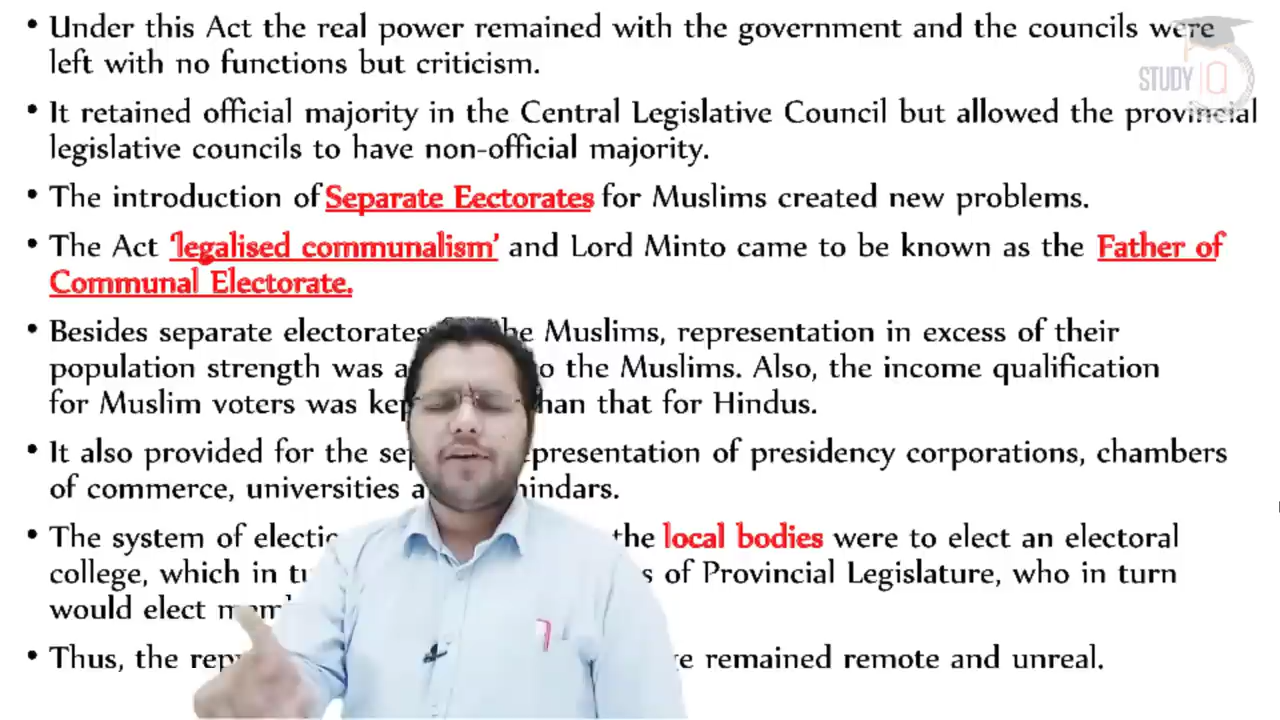 • Under this Act the real power remained with the government and the councils were
left with no functions but criticism.
STUDY IQ
• It retained official majority in the Central Legislative Council but allowed the provincial
legislative councils to have non-official majority.
• The introduction of Separate Eectorates for Muslims created new problems.
• The Act ‘legalised communalism’ and Lord Minto came to be known as the Father of
Communal Electorate.
• Besides separate electorates the Muslims, representation in excess of their
population strength was to the Muslims. Also, the income qualification
for Muslim voters was than that for Hindus.
• It also provided for the of presidency corporations, chambers
of commerce, universities
• The system of the local bodies were to elect an electoral
college, which in of Provincial Legislature, who in turn
would elect
• Thus, the remained remote and unreal.